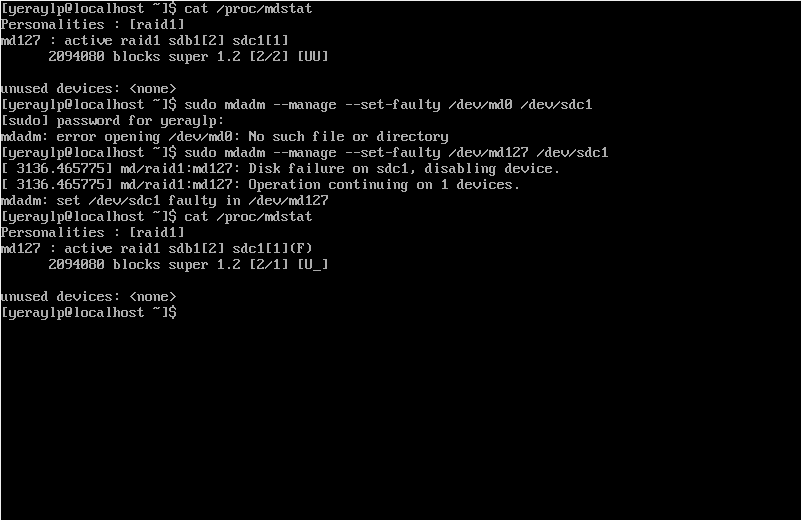 [yeraylp@localhost ~]$ cat /proc/mdstat
Personalities : [raid1]
md127 : active raid1 sdb1[2] sdc1[1]
      2094080 blocks super 1.2 [2/2] [UU]

unused devices: <none>
[yeraylp@localhost ~]$ sudo mdadm --manage --set-faulty /dev/md0 /dev/sdc1
[sudo] password for yeraylp:
mdadm: error opening /dev/md0: No such file or directory
[yeraylp@localhost ~]$ sudo mdadm --manage --set-faulty /dev/md127 /dev/sdc1
[ 3136.465775] md/raid1:md127: Disk failure on sdc1, disabling device.
[ 3136.465775] md/raid1:md127: Operation continuing on 1 devices.
mdadm: set /dev/sdc1 faulty in /dev/md127
[yeraylp@localhost ~]$ cat /proc/mdstat
Personalities : [raid1]
md127 : active raid1 sdb1[2] sdc1[1](F)
      2094080 blocks super 1.2 [2/1] [U_]

unused devices: <none>
[yeraylp@localhost ~]$